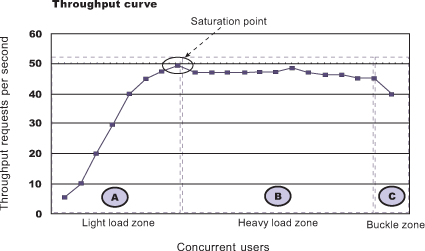 Throughput curve
Saturation point
Throughput requests per second
60
50
40
30
20
10
0
A
B
C
Light load zone
Heavy load zone
Buckle zone
Concurrent users